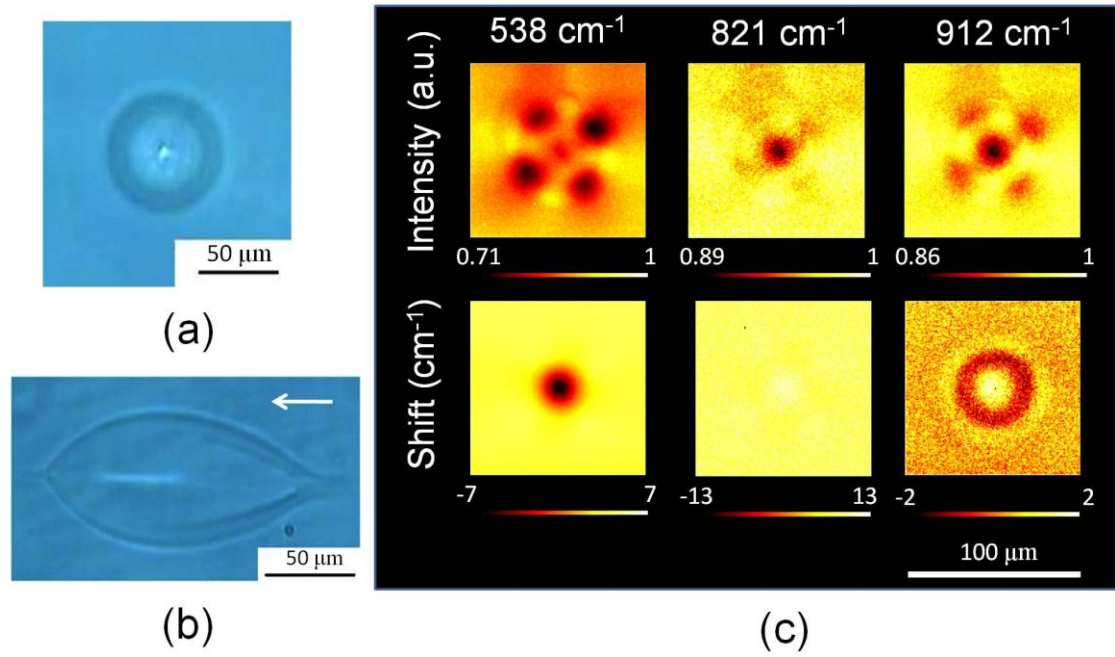 50 μm
(a)
50 μm
(b)
538 cm⁻¹ 821 cm⁻¹ 912 cm⁻¹
Intensity (a.u.)
0.71 1 0.89 1 0.86 1
Shift (cm⁻¹)
-7 7 -13 13 -2 2
100 μm
(c)